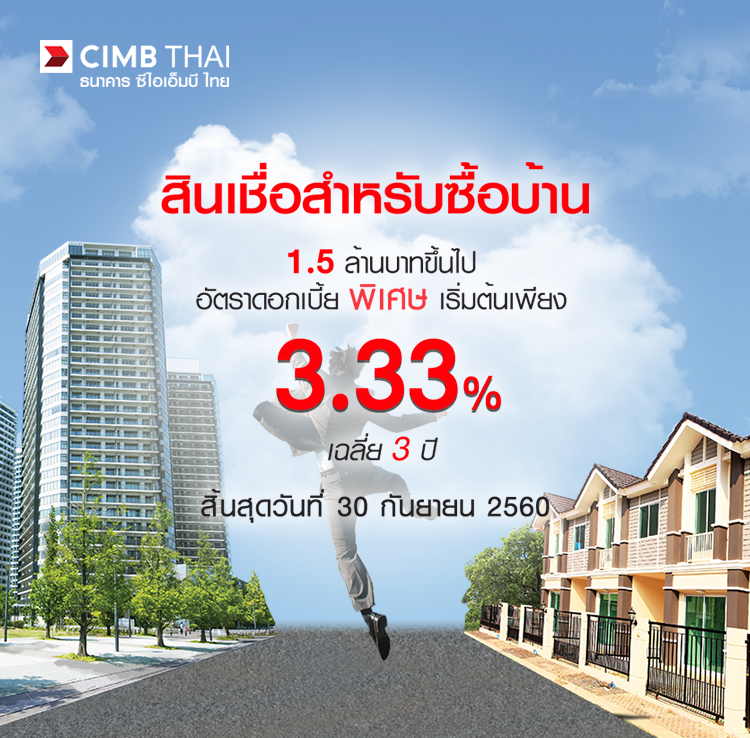 CIMB THAI
ธนาคาร ซีไอเอ็มบี ไทย
สินเชื่อสำหรับซื้อบ้าน
1.5 ล้านบาทขึ้นไป
อัตราดอกเบี้ย พิเศษ เริ่มต้นเพียง
3.33%
เฉลี่ย 3 ปี
สิ้นสุดวันที่ 30 กันยายน 2560